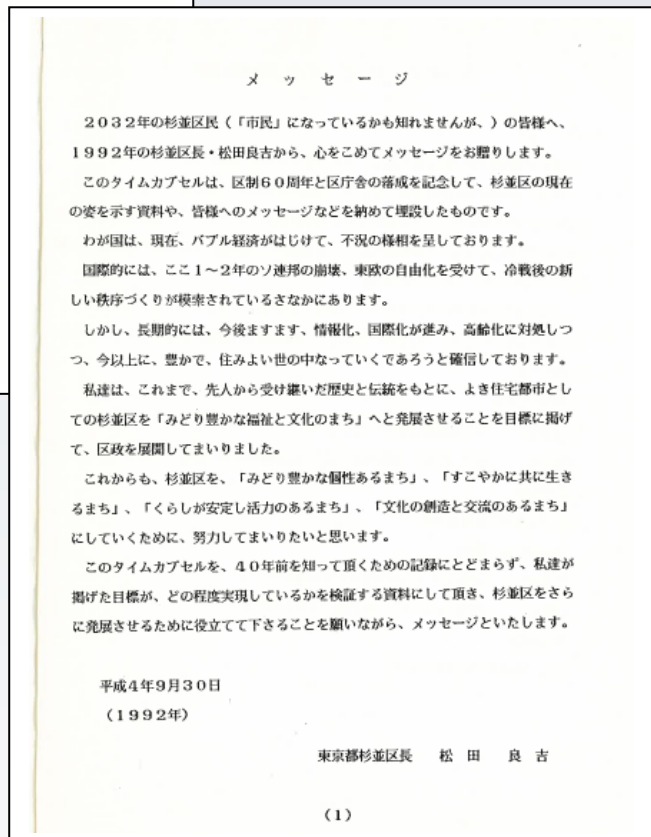 メッセージ
２０３２年の杉並区民（「市民」になっているかも知れませんが、）の皆様へ、
１９９２年の杉並区長・松田良吉から、心をこめてメッセージをお贈りします。
このタイムカプセルは、区制６０周年と区庁舎の落成を記念して、杉並区の現在
の姿を示す資料や、皆様へのメッセージなどを納めて埋設したものです。
わが国は、現在、バブル経済がはじけて、不況の様相を呈しております。
国際的には、ここ１～２年のソ連邦の崩壊、東欧の自由化を受けて、冷戦後の新
しい秩序づくりが模索されているさなかにあります。
しかし、長期的には、今後ますます、情報化、国際化が進み、高齢化に対処しつ
つ、今以上に、豊かで、住みよい世の中なっていくであろうと確信しております。
私達は、これまで、先人から受け継いだ歴史と伝統をもとに、よき住宅都市とし
ての杉並区を「みどり豊かな福祉と文化のまち」へと発展させることを目標に掲げ
て、区政を展開してまいりました。
これからも、杉並区を、「みどり豊かな個性あるまち」、「すこやかに共に生き
るまち」、「くらしが安定し活力のあるまち」、「文化の創造と交流のあるまち」
にしていくために、努力してまいりたいと思います。
このタイムカプセルを、４０年前を知って頂くための記録にとどまらず、私達が
掲げた目標が、どの程度実現しているかを検証する資料にして頂き、杉並区をさら
に発展させるために役立てて下さることを願いながら、メッセージといたします。
平成４年９月３０日
（１９９２年）
東京都杉並区長　松田　良吉
（１）